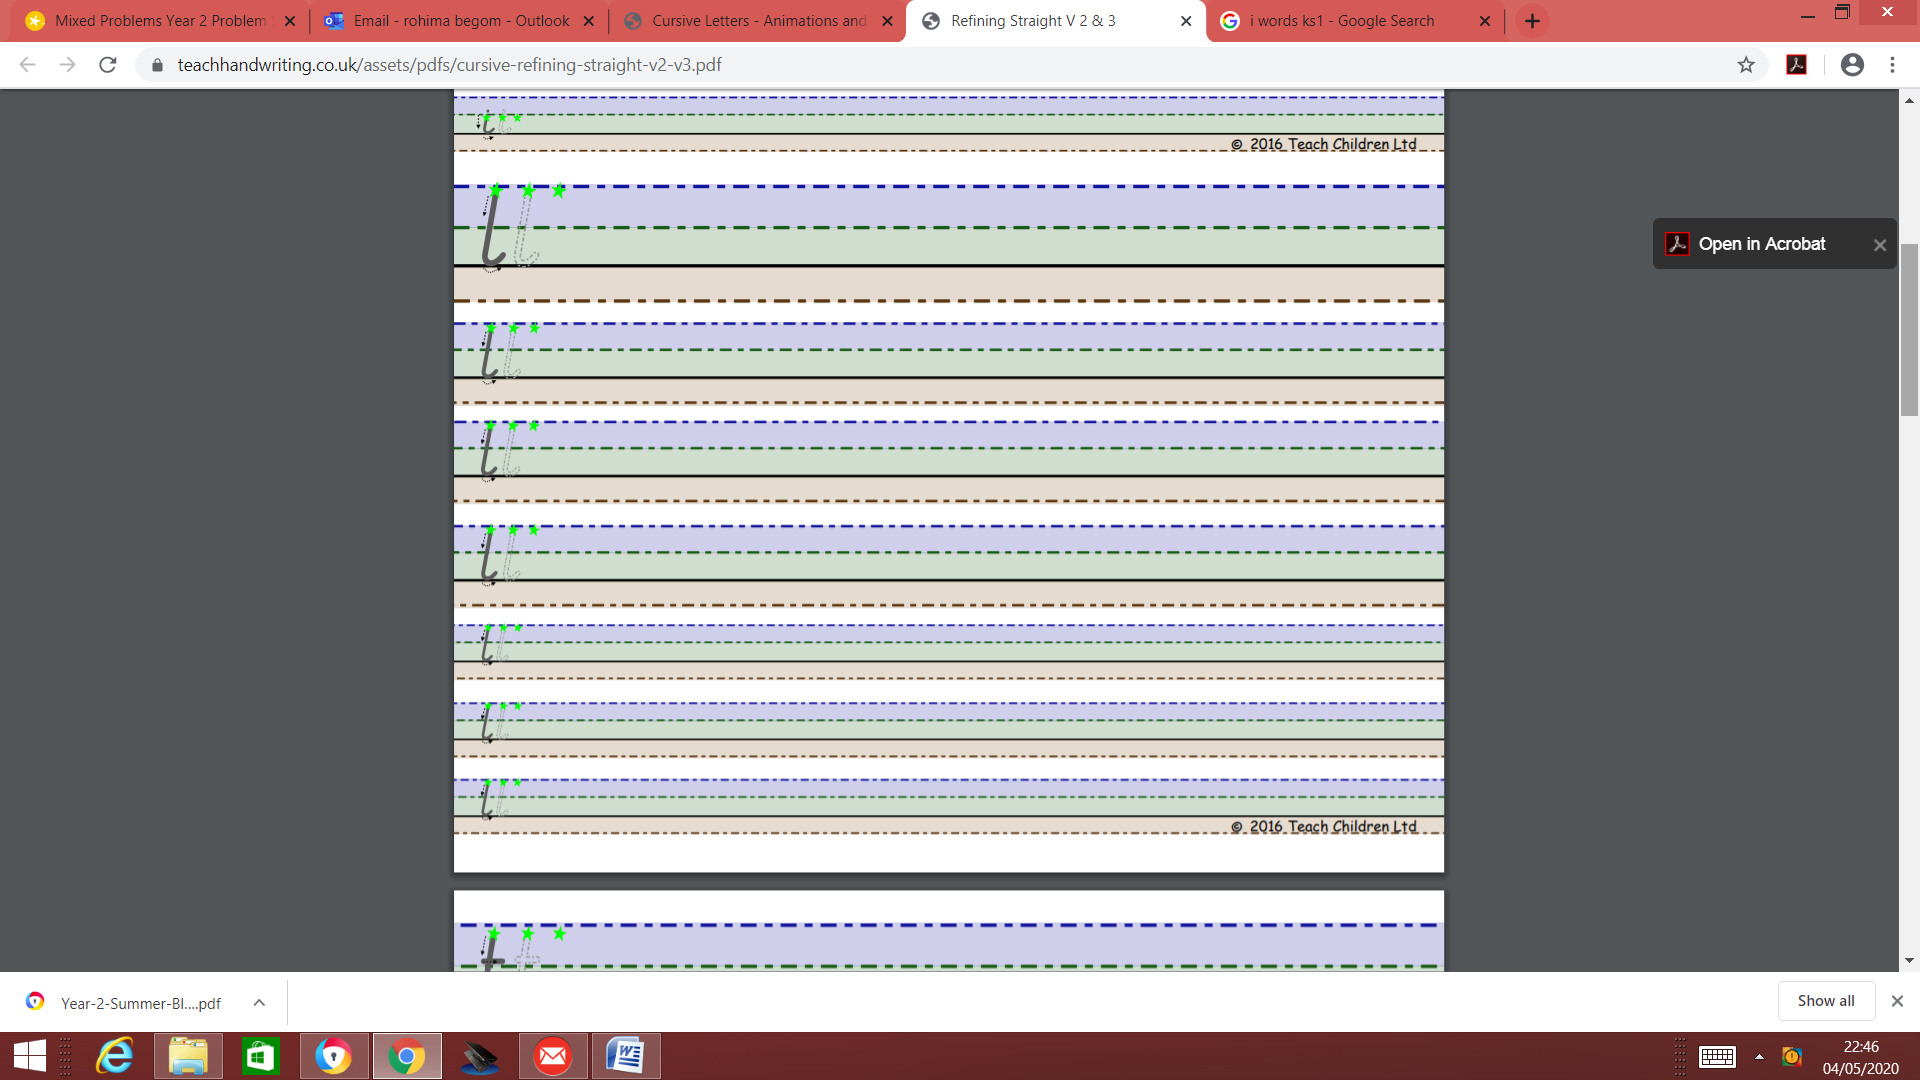 Mixed Problems Year 2 Problem
Email - rohima begom - Outlook
Cursive Letters - Animations and
Refining Straight V 2 & 3
i words ks1 - Google Search
teachhandwriting.co.uk/assets/pdfs/cursive-refining-straight-v2-v3.pdf
i i
© 2016 Teach Children Ltd
l l
Open in Acrobat
l l
l l
l l
l l
l l
l l
© 2016 Teach Children Ltd
t t
Year-2-Summer-Bl....pdf
Show all
22:46
04/05/2020